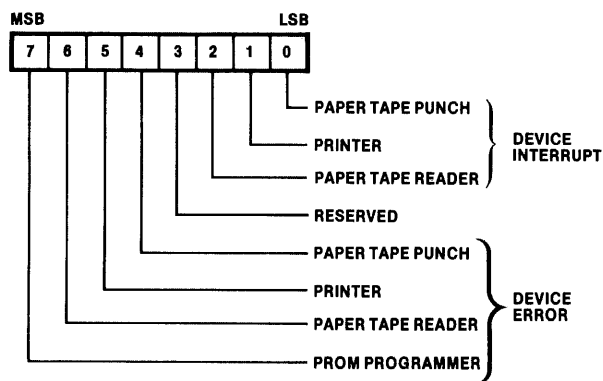 MSB LSB
7 6 5 4 3 2 1 0
PAPER TAPE PUNCH
PRINTER
PAPER TAPE READER
DEVICE
INTERRUPT
RESERVED
PAPER TAPE PUNCH
PRINTER
PAPER TAPE READER
PROM PROGRAMMER
DEVICE
ERROR